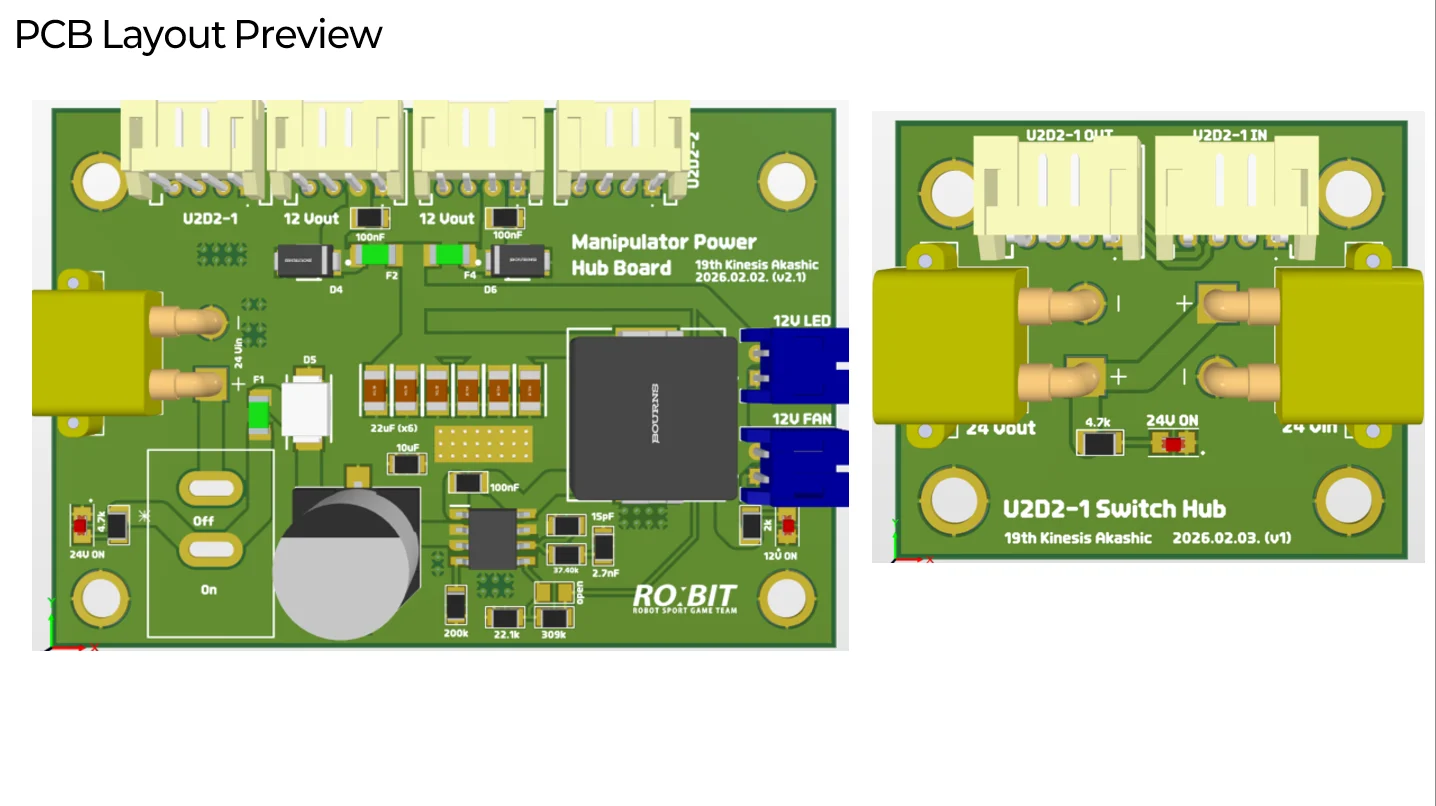 PCB Layout Preview
U2D2-1
12 Vout
12 Vout
U2D2-2
100nF
100nF
Manipulator Power
Hub Board
19th Kinesis Akashic
2026.02.02. (v2.1)
F2
F4
D4
D6
24 Vin
D5
F1
12V LED
12V FAN
BOURNS
22uF (x6)
10uF
100nF
Off
On
4.7k
24V ON
15pF
37.40k
2.7nF
2k
12V ON
open
200k
22.1k
309k
RO:BIT
ROBOT SPORT GAME TEAM
U2D2-1 OUT
U2D2-1 IN
24 Vout
24 Vin
4.7k
24V ON
U2D2-1 Switch Hub
19th Kinesis Akashic
2026.02.03. (v1)